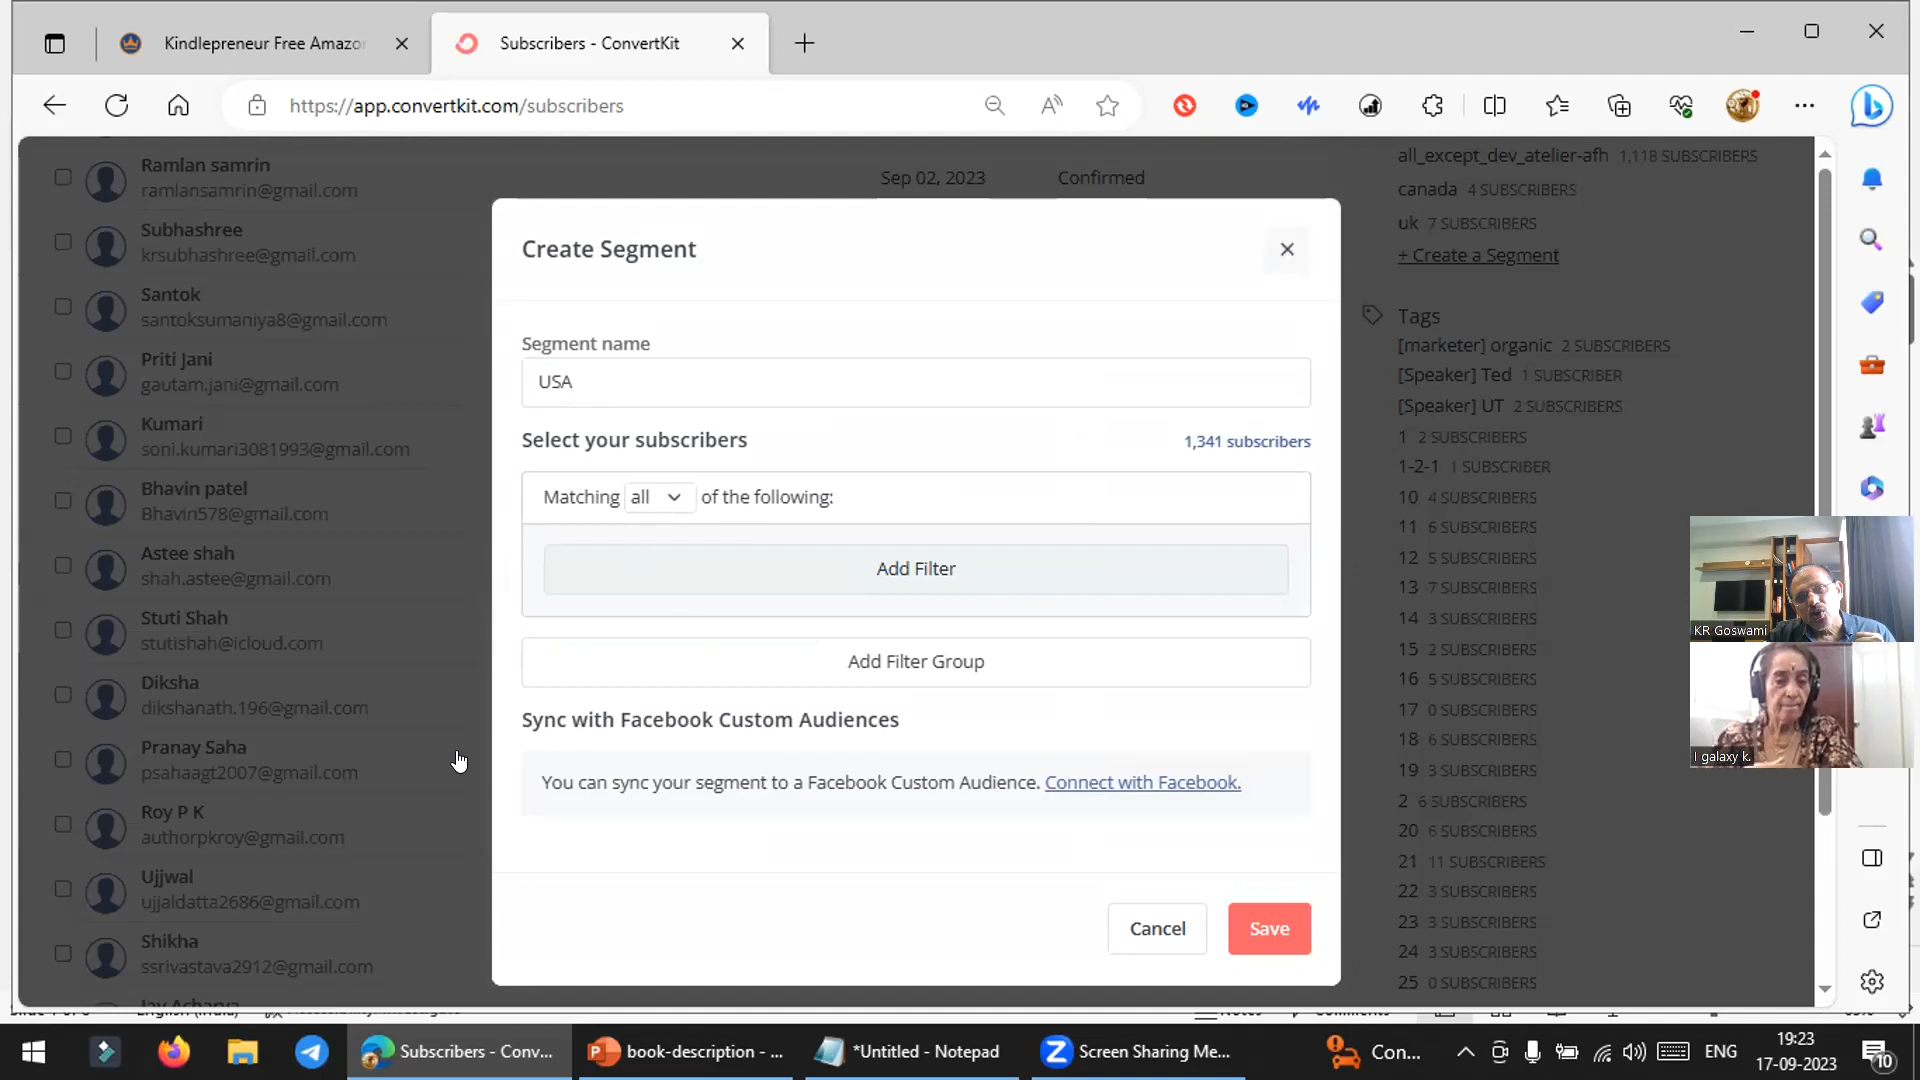 Kindlepreneur Free Amazo
Subscribers - ConvertKit
https://app.convertkit.com/subscribers
Ramlan samrin
ramlansamrin@gmail.com
Sep 02, 2023
Confirmed
Subhashree
krsubhashree@gmail.com
Santok
santoksumaniya8@gmail.com
Priti Jani
gautam.jani@gmail.com
Kumari
soni.kumari3081993@gmail.com
Bhavin patel
Bhavin578@gmail.com
Astee shah
shah.astee@gmail.com
Stuti Shah
stutishah@icloud.com
Diksha
dikshanath.196@gmail.com
Pranay Saha
psahaagt2007@gmail.com
Roy P K
authorpkroy@gmail.com
Ujjwal
ujjaldatta2686@gmail.com
Shikha
ssrivastava2912@gmail.com
Jay Acharya
Create Segment
Segment name
USA
Select your subscribers
1,341 subscribers
Matching all of the following:
Add Filter
Add Filter Group
Sync with Facebook Custom Audiences
You can sync your segment to a Facebook Custom Audience. Connect with Facebook.
Cancel
Save
all_except_dev_atelier-afh 1,118 SUBSCRIBERS
canada 4 SUBSCRIBERS
uk 7 SUBSCRIBERS
+ Create a Segment
Tags
[marketer] organic 2 SUBSCRIBERS
[Speaker] Ted 1 SUBSCRIBER
[Speaker] UT 2 SUBSCRIBERS
1 2 SUBSCRIBERS
1-2-1 1 SUBSCRIBER
10 4 SUBSCRIBERS
11 6 SUBSCRIBERS
12 5 SUBSCRIBERS
13 7 SUBSCRIBERS
14 3 SUBSCRIBERS
15 2 SUBSCRIBERS
16 5 SUBSCRIBERS
17 0 SUBSCRIBERS
18 6 SUBSCRIBERS
19 3 SUBSCRIBERS
2 6 SUBSCRIBERS
20 6 SUBSCRIBERS
21 11 SUBSCRIBERS
22 3 SUBSCRIBERS
23 3 SUBSCRIBERS
24 3 SUBSCRIBERS
25 0 SUBSCRIBERS
KR Goswami
I galaxy k.
Subscribers - Conv...
book-description - ...
*Untitled - Notepad
Screen Sharing Me...
Con...
ENG
19:23
17-09-2023
10